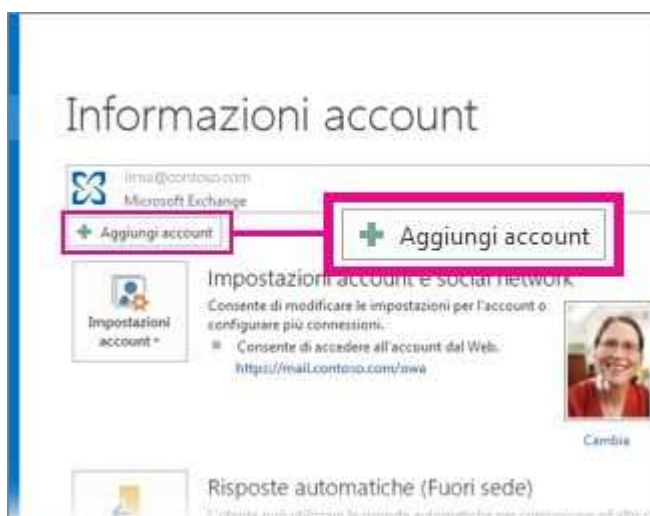 Informazioni account
irma@contoso.com
Microsoft Exchange
Aggiungi account
Aggiungi account
Impostazioni account e social network
Consente di modificare le impostazioni per l'account o
configurare più connessioni.
Consente di accedere all'account dal Web.
https://mail.contoso.com/owa
Impostazioni
account
Cambia
Risposte automatiche (Fuori sede)